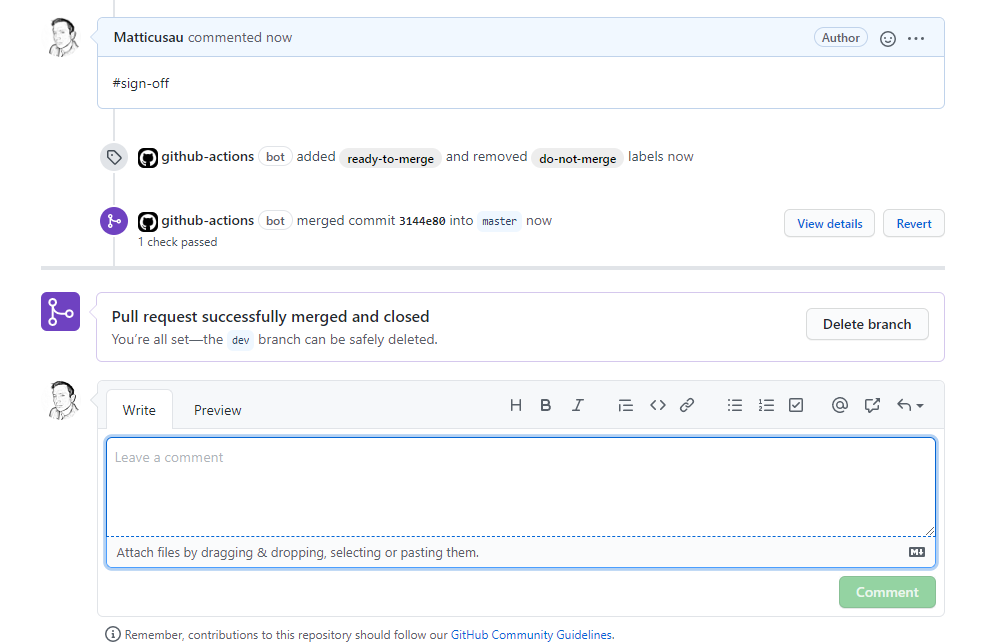 Matticusau commented now Author
#sign-off
github-actions bot added ready-to-merge and removed do-not-merge labels now
github-actions bot merged commit 3144e80 into master now View details Revert
1 check passed
Pull request successfully merged and closed
You’re all set—the dev branch can be safely deleted. Delete branch
Write Preview
Leave a comment
Attach files by dragging & dropping, selecting or pasting them.
Comment
Remember, contributions to this repository should follow our GitHub Community Guidelines.